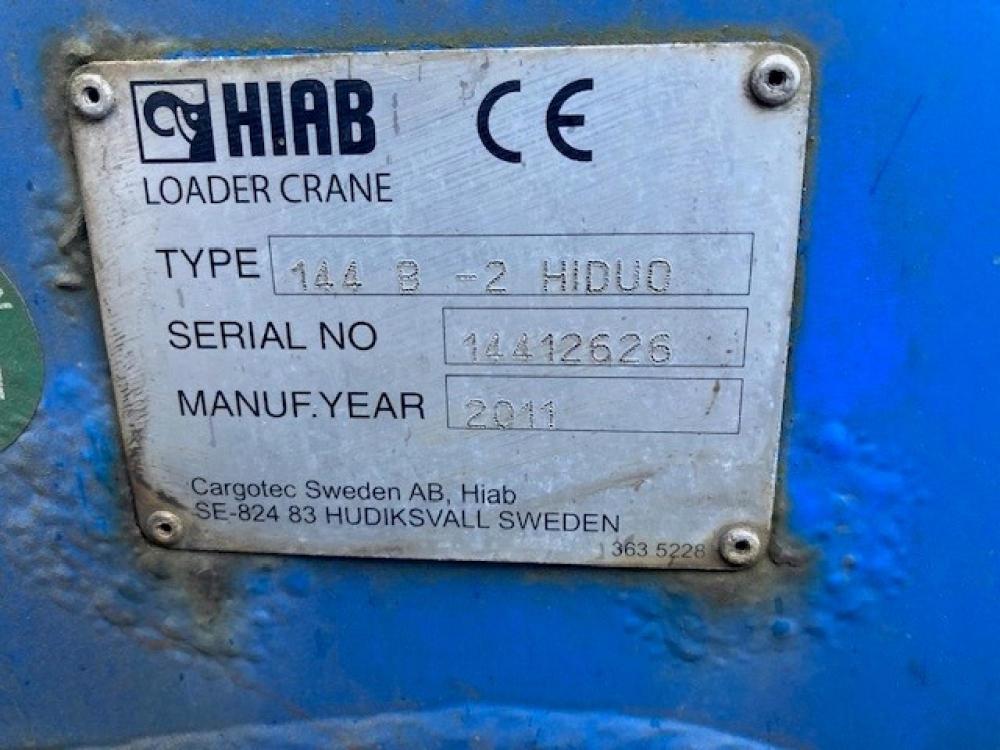 HIAB CE
LOADER CRANE
TYPE 144 B -2 HIDUO
SERIAL NO 14412626
MANUF.YEAR 2011
Cargotec Sweden AB, Hiab
SE-824 83 HUDIKSVALL SWEDEN
363 5228